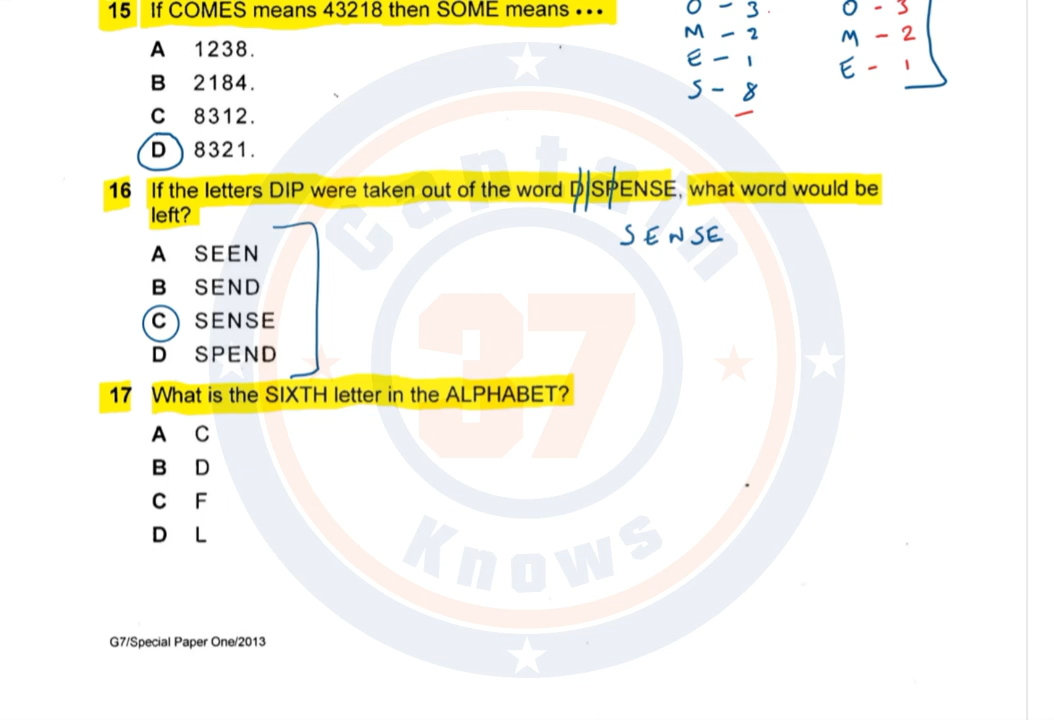 15 If COMES means 43218 then SOME means ...
O - 3
O - 3
A 1238.
M - 2
M - 2
B 2184.
E - 1
E - 1
C 8312.
S - 8
D 8321.
16 If the letters DIP were taken out of the word DISPENSE, what word would be
left?
SENSE
A SEEN
B SEND
C SENSE
D SPEND
17 What is the SIXTH letter in the ALPHABET?
A C
B D
C F
D L
G7/Special Paper One/2013
Captain
37
Knows